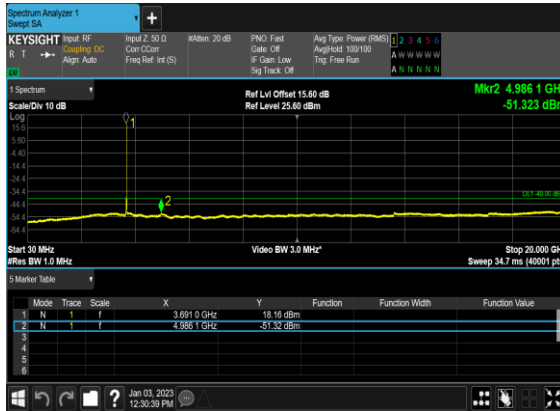 Spectrum Analyzer 1
Swept SA
+
KEYSIGHT
R T
Input: RF
Coupling: DC
Align: Auto
Input Z: 50 Ω
Corr CCorr
Freq Ref: Int (S)
#Atten: 20 dB
PNO: Fast
Gate: Off
IF Gain: Low
Sig Track: Off
Avg Type: Power (RMS)
Avg|Hold: 100/100
Trig: Free Run
1 2 3 4 5 6
A W W W W W
A N N N N N
1 Spectrum
Scale/Div 10 dB
Ref Lvl Offset 15.60 dB
Ref Level 25.60 dBm
Mkr2 4.986 1 GH
-51.323 dB
Log
15.6
5.60
-4.40
-14.4
-24.4
-34.4
-44.4
-54.4
-64.4
1
2
Start 30 MHz
#Res BW 1.0 MHz
Video BW 3.0 MHz*
Stop 20.000 GH
Sweep 34.7 ms (40001 pt
5 Marker Table
Mode Trace Scale X Y Function Function Width Function Value
1 N 1 f 3.691 0 GHz 18.16 dBm
2 N 1 f 4.986 1 GHz -51.32 dBm
3
4
5
6
?
Jan 03, 2023
12:30:39 PM